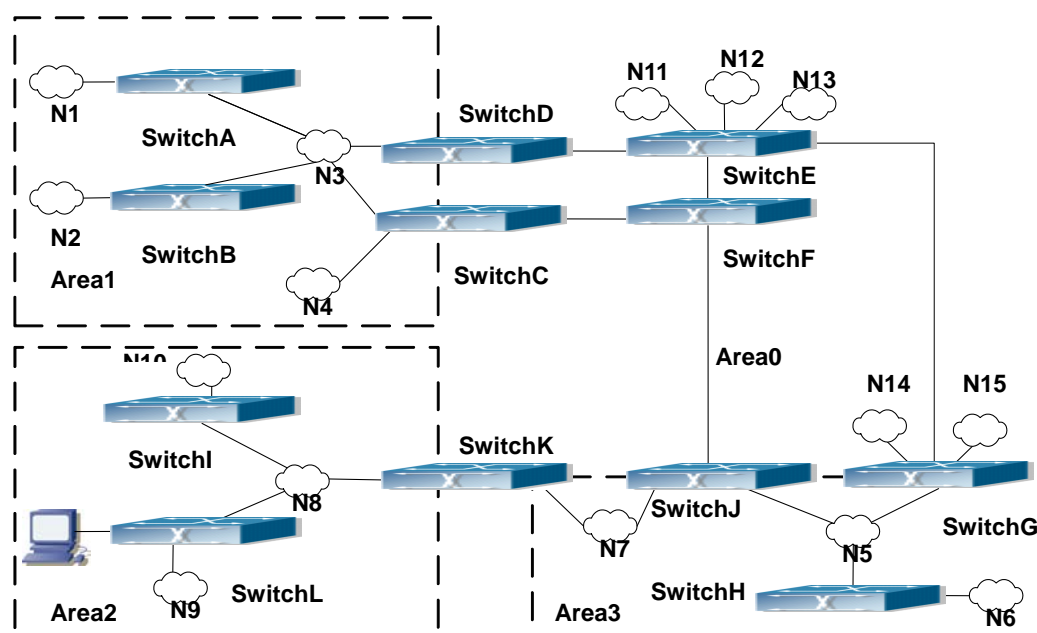 N1
SwitchA
N2
SwitchB
Area1
N3
N4
SwitchD
SwitchC
N11
N12
N13
SwitchE
SwitchF
Area0
N14
N15
SwitchI
N8
SwitchK
SwitchJ
SwitchG
N7
N5
SwitchL
N9
Area2
Area3
SwitchH
N6